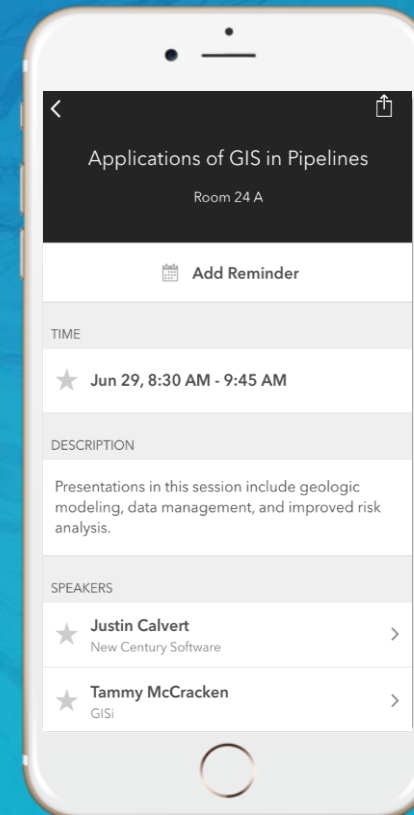 Applications of GIS in Pipelines
Room 24 A
Add Reminder
TIME
Jun 29, 8:30 AM - 9:45 AM
DESCRIPTION
Presentations in this session include geologic
modeling, data management, and improved risk
analysis.
SPEAKERS
Justin Calvert
New Century Software
Tammy McCracken
GISi